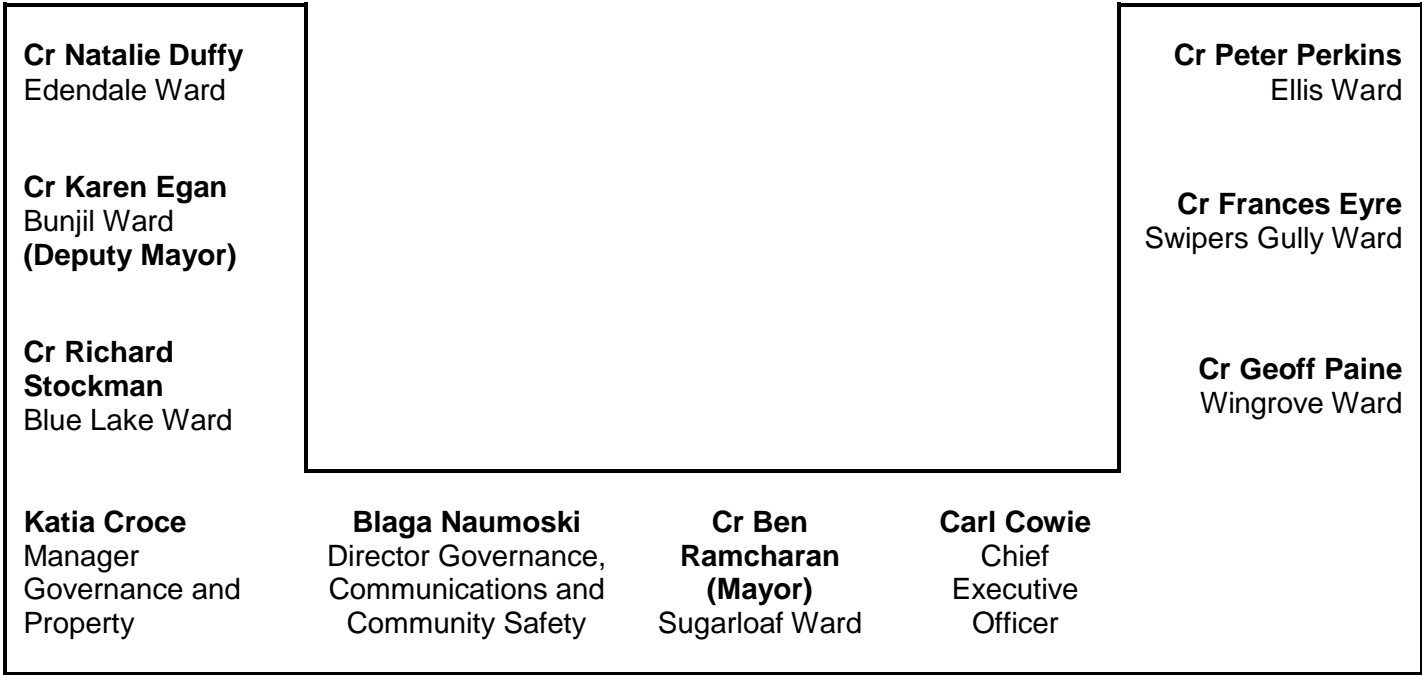 Cr Natalie Duffy
Edendale Ward
Cr Karen Egan
Bunjil Ward
(Deputy Mayor)
Cr Richard
Stockman
Blue Lake Ward
Cr Peter Perkins
Ellis Ward
Cr Frances Eyre
Swipers Gully Ward
Cr Geoff Paine
Wingrove Ward
Katia Croce
Manager
Governance and
Property
Blaga Naumoski
Director Governance,
Communications and
Community Safety
Cr Ben
Ramcharan
(Mayor)
Sugarloaf Ward
Carl Cowie
Chief
Executive
Officer